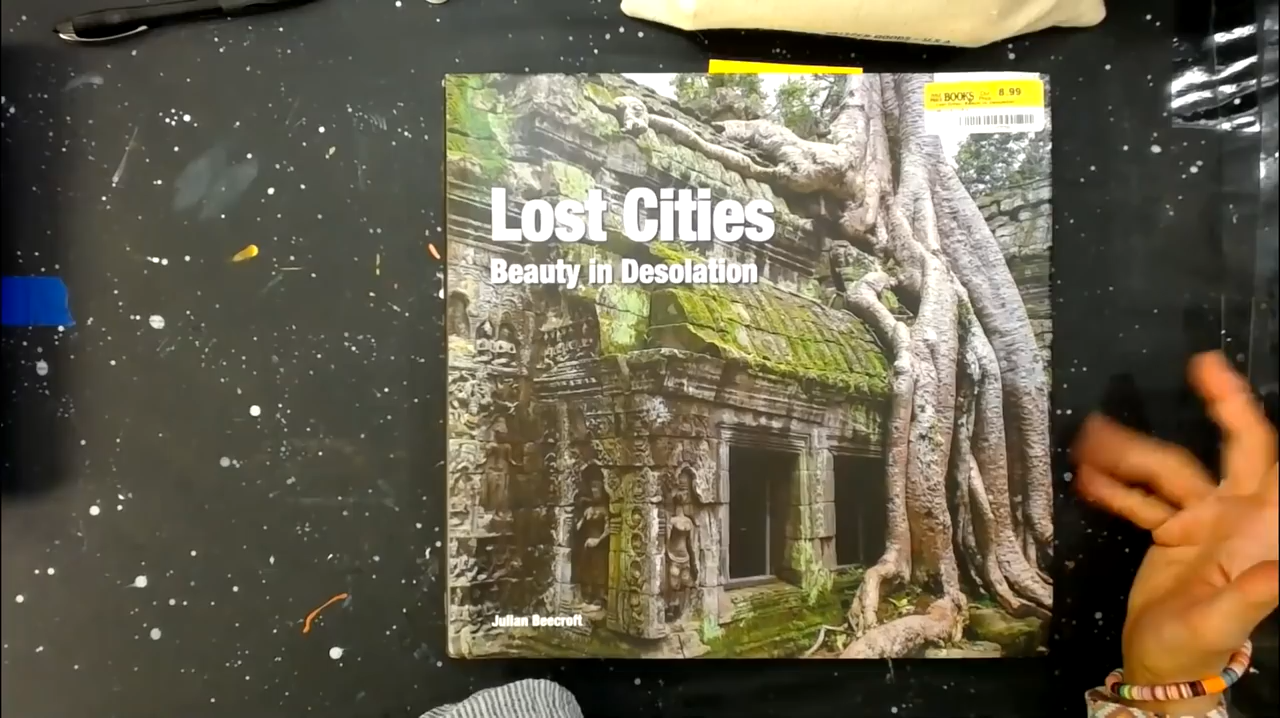 BOOKS 8.99
Lost Cities
Beauty in Desolation
Julian Beecroft